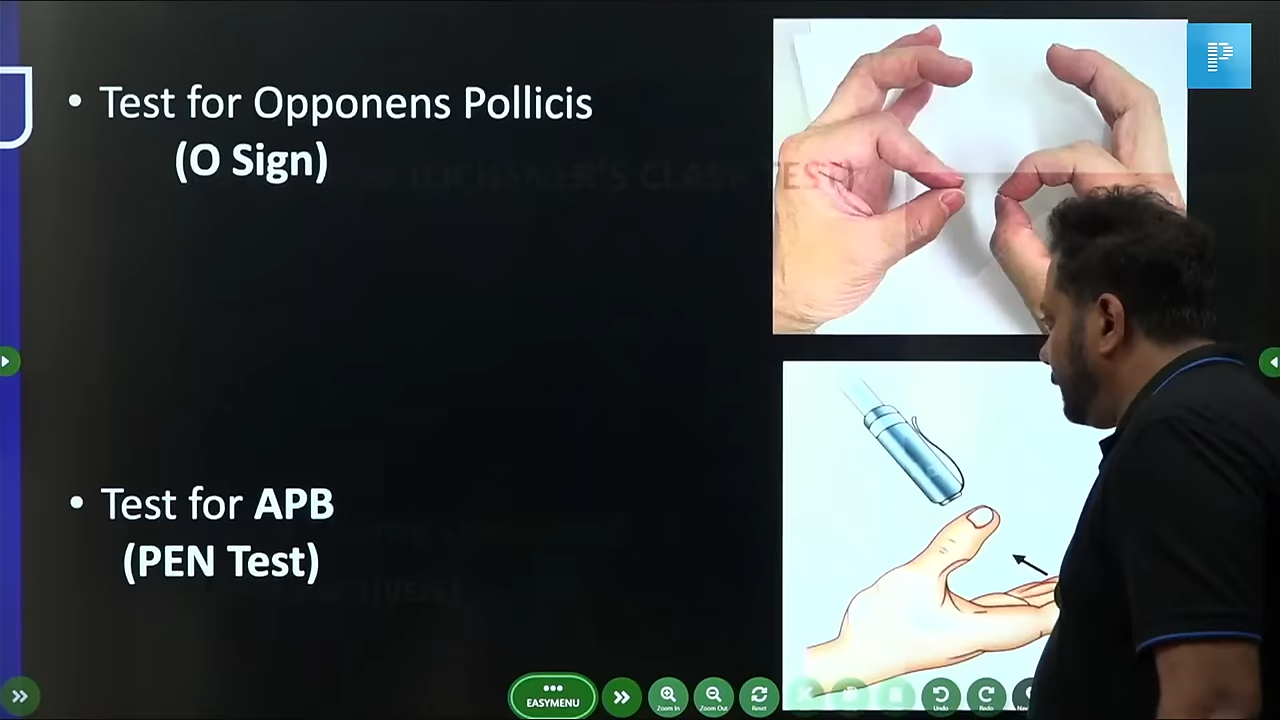 • Test for Opponens Pollicis
(O Sign)
P
• Test for APB
(PEN Test)
EASYMENU
Zoom In
Zoom Out
Reset
Undo
Redo